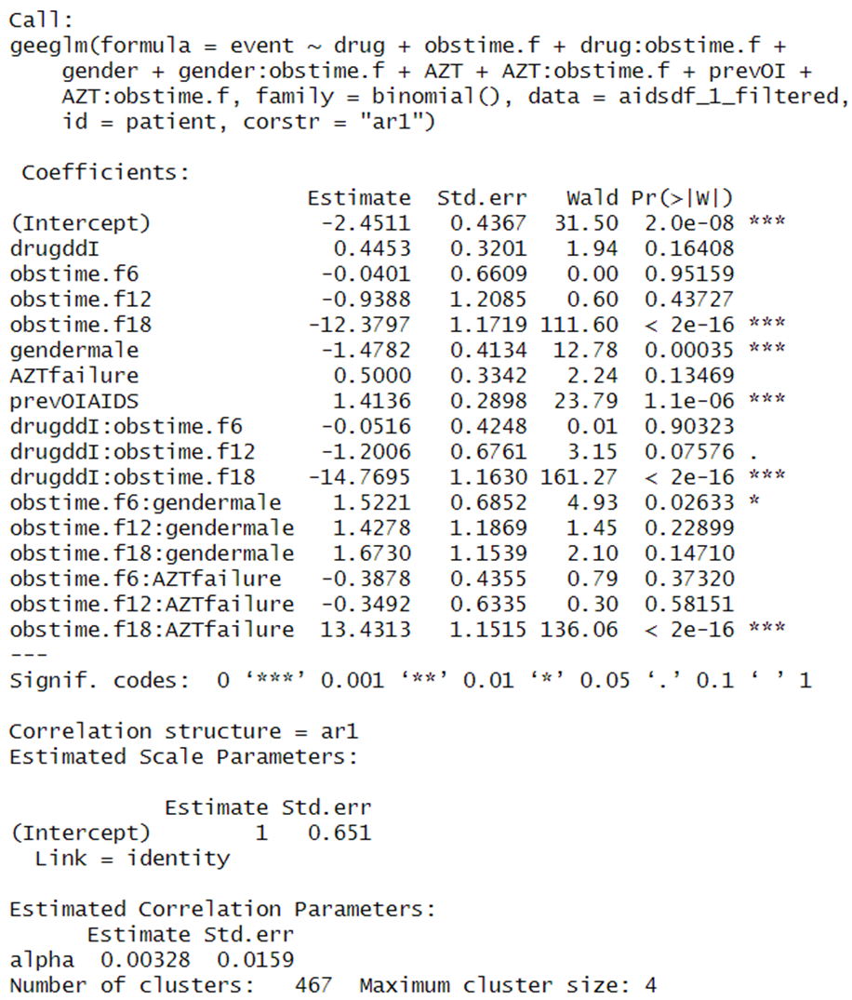 Call:
geeglm(formula = event ~ drug + obstime.f + drug:obstime.f +
    gender + gender:obstime.f + AZT + AZT:obstime.f + prevOI +
    AZT:obstime.f, family = binomial(), data = aidsdf_1_filtered,
    id = patient, corstr = "ar1")

 Coefficients:
                       Estimate  Std.err   Wald Pr(>|W|)
(Intercept)             -2.4511   0.4367  31.50  2.0e-08 ***
drugddI                  0.4453   0.3201   1.94  0.16408
obstime.f6              -0.0401   0.6609   0.00  0.95159
obstime.f12             -0.9388   1.2085   0.60  0.43727
obstime.f18            -12.3797   1.1719 111.60  < 2e-16 ***
gendermale              -1.4782   0.4134  12.78  0.00035 ***
AZTfailure               0.5000   0.3342   2.24  0.13469
prevOIAIDS               1.4136   0.2898  23.79  1.1e-06 ***
drugddI:obstime.f6      -0.0516   0.4248   0.01  0.90323
drugddI:obstime.f12     -1.2006   0.6761   3.15  0.07576 .
drugddI:obstime.f18    -14.7695   1.1630 161.27  < 2e-16 ***
obstime.f6:gendermale    1.5221   0.6852   4.93  0.02633 *
obstime.f12:gendermale   1.4278   1.1869   1.45  0.22899
obstime.f18:gendermale   1.6730   1.1539   2.10  0.14710
obstime.f6:AZTfailure   -0.3878   0.4355   0.79  0.37320
obstime.f12:AZTfailure  -0.3492   0.6335   0.30  0.58151
obstime.f18:AZTfailure  13.4313   1.1515 136.06  < 2e-16 ***
---
Signif. codes:  0 ‘***’ 0.001 ‘**’ 0.01 ‘*’ 0.05 ‘.’ 0.1 ‘ ’ 1

Correlation structure = ar1
Estimated Scale Parameters:

            Estimate Std.err
(Intercept)        1   0.651
  Link = identity

Estimated Correlation Parameters:
      Estimate Std.err
alpha  0.00328  0.0159
Number of clusters:   467  Maximum cluster size: 4